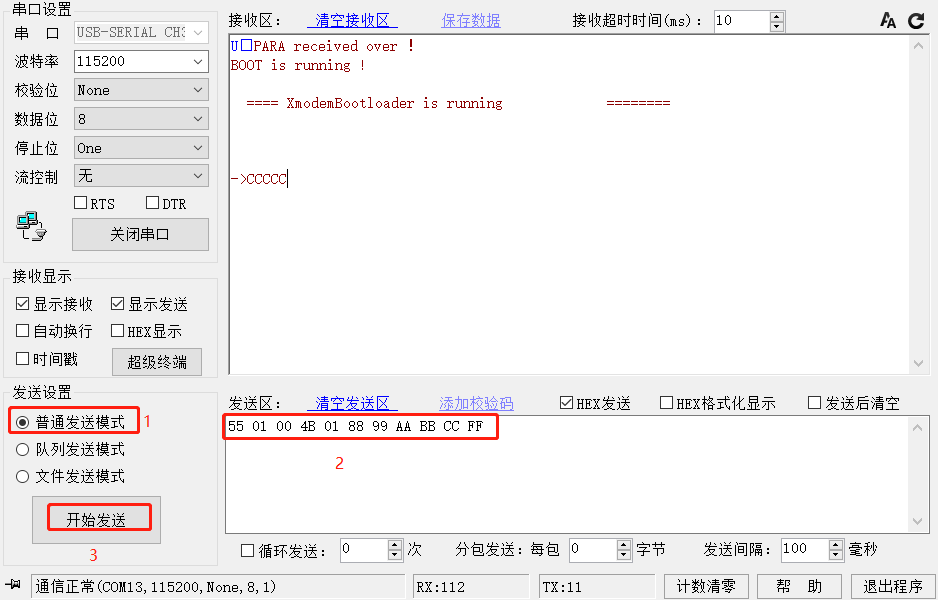 串口设置
串 口 USB-SERIAL CH3
波特率 115200
校验位 None
数据位 8
停止位 One
流控制 无
RTS DTR
关闭串口
接收显示
显示接收 显示发送
自动换行 HEX显示
时间戳 超级终端
发送设置
普通发送模式 1
队列发送模式
文件发送模式
开始发送
3
接收区： 清空接收区 保存数据 接收超时时间(ms)： 10
U□PARA received over !
BOOT is running !
==== XmodemBootloader is running ========
->CCCCC
发送区： 清空发送区 添加校验码 HEX发送 HEX格式化显示 发送后清空
55 01 00 4B 01 88 99 AA BB CC FF
2
循环发送： 0 次 分包发送：每包 0 字节 发送间隔： 100 毫秒
通信正常(COM13,115200,None,8,1) RX:112 TX:11 计数清零 帮 助 退出程序